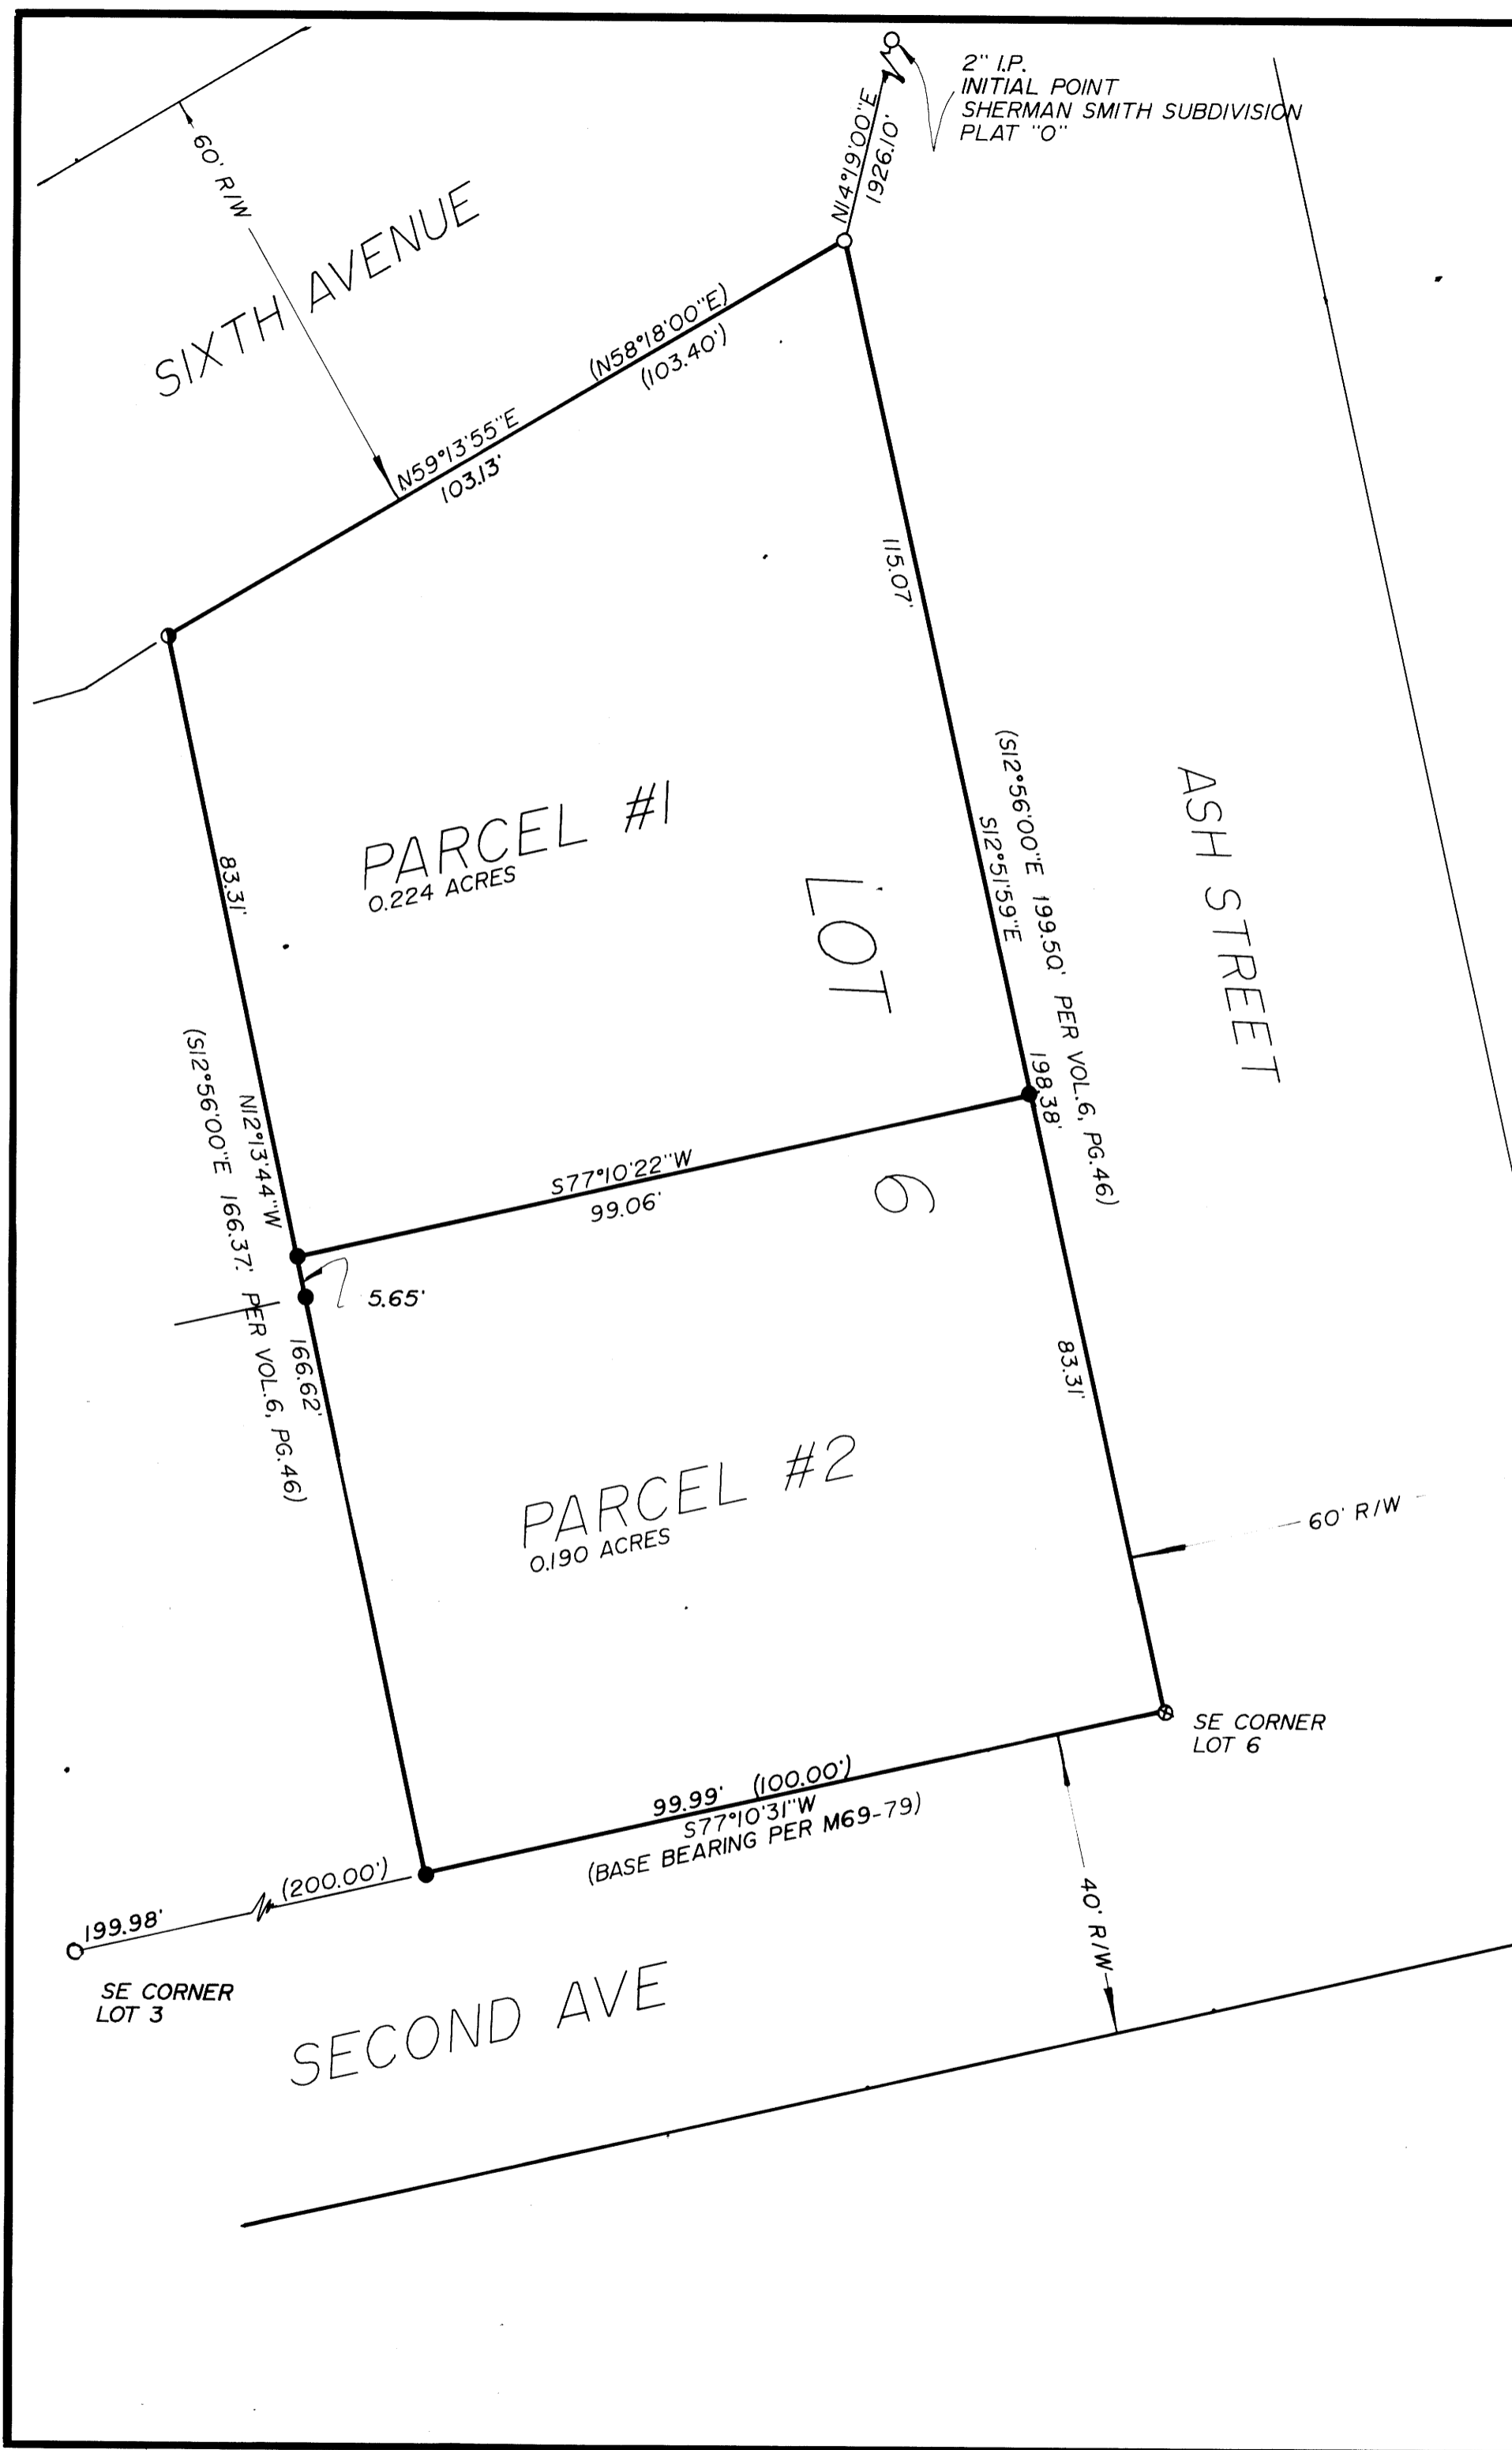 2" I.P.
INITIAL POINT
SHERMAN SMITH SUBDIVISION
PLAT "O"
N14°19'00"E
1926.10'
60' R/W
SIXTH AVENUE
(N58°18'00"E)
(103.40')
N59°13'55"E
103.13'
115.07'
(S12°56'00"E 199.50' PER VOL.6, PG.46)
S12°51'59"E
198.38'
ASH STREET
PARCEL #1
0.224 ACRES
LOT
6
83.31'
N12°13'44"W
(S12°56'00"E 166.37' PER VOL.6, PG.46)
S77°10'22"W
99.06'
5.65'
166.62'
83.31'
PARCEL #2
0.190 ACRES
60' R/W
SE CORNER
LOT 6
99.99' (100.00')
S77°10'31"W
(BASE BEARING PER M69-79)
(200.00')
199.98'
SE CORNER
LOT 3
40' R/W
SECOND AVE